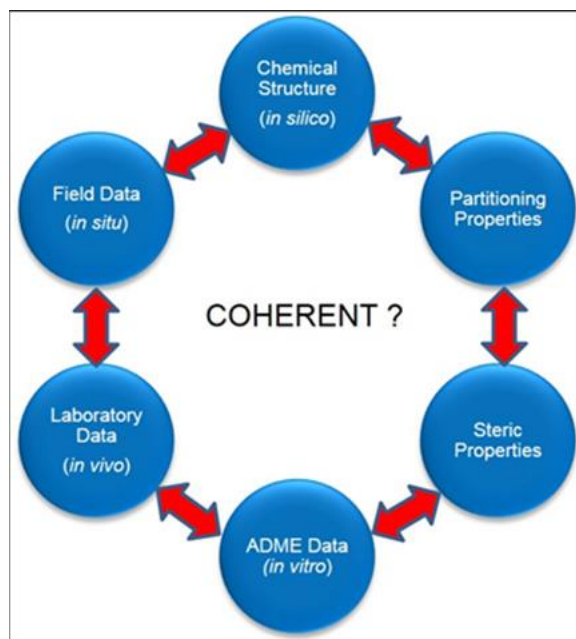 Chemical
Structure
(in silico)
Field Data
(in situ)
Partitioning
Properties
COHERENT ?
Laboratory
Data
(in vivo)
Steric
Properties
ADME Data
(in vitro)